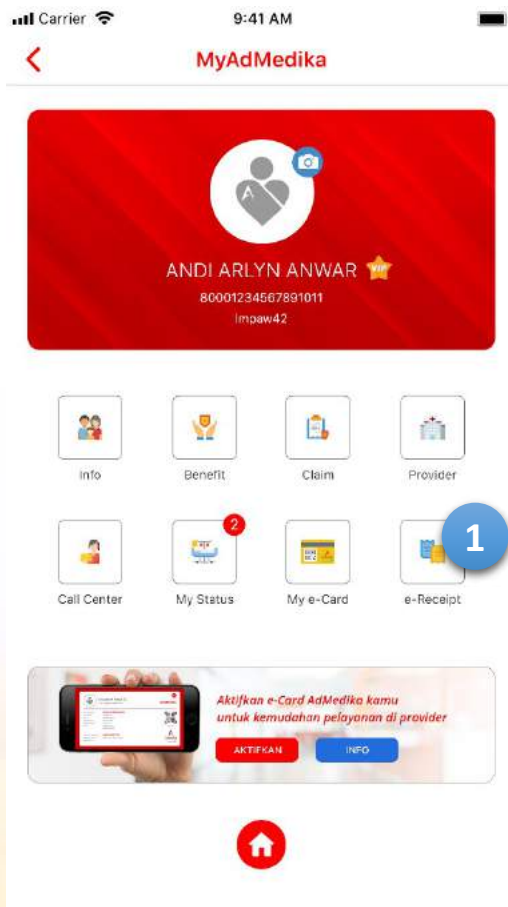 Carrier 9:41 AM
MyAdMedika
ANDI ARLYN ANWAR VIP
80001234567891011
Impaw42
Info Benefit Claim Provider
2 1
Call Center My Status My e-Card e-Receipt
Aktifkan e-Card AdMedika kamu
untuk kemudahan pelayanan di provider
AKTIFKAN INFO